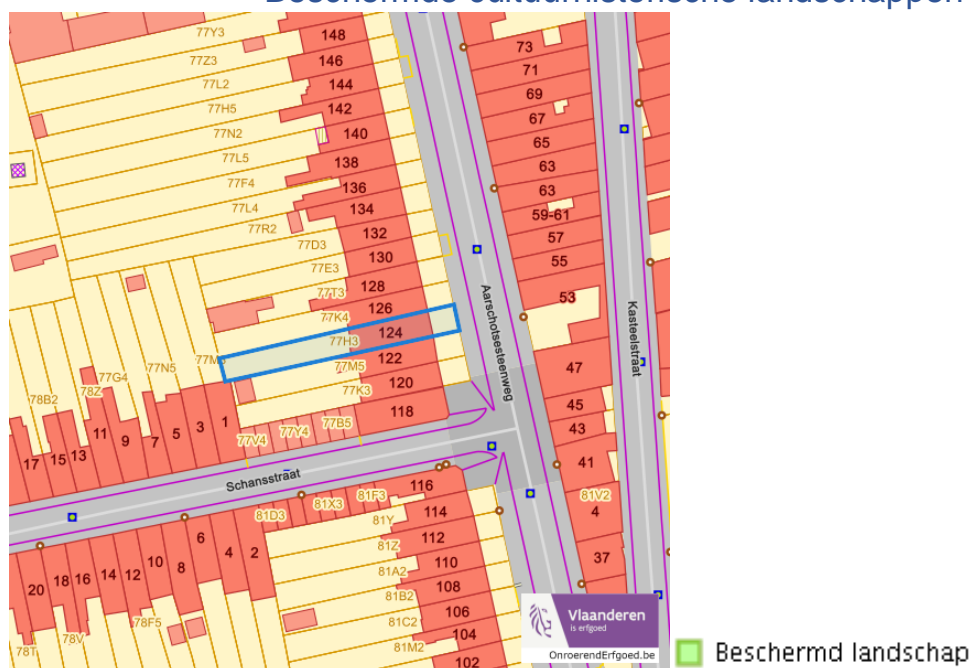 Beschermde cultuurhistorische landschappen
77Y3
148
73
77Z3
146
71
77L2
144
69
77H5
142
67
77N2
140
65
77L5
138
63
77F4
136
63
77L4
134
59-61
77R2
132
57
77D3
130
55
77E3
128
53
77T3
126
77K4
124
77H3
122
47
77M5
120
45
77K3
118
43
Aarschotsesteenweg
Kasteelstraat
78B2
78Z
77G4
77N5
17
15
13
11
9
7
5
3
1
77V4
77Y4
77B5
41
Schansstraat
116
81V2
4
81D3
81X3
81F3
114
81Y
112
37
81Z
110
81A2
108
81B2
106
81C2
104
81M2
102
20
18
16
14
12
10
8
6
4
2
78T
78V
78F5
Vlaanderen
is erfgoed
OnroerendErfgoed.be
Beschermd landschap